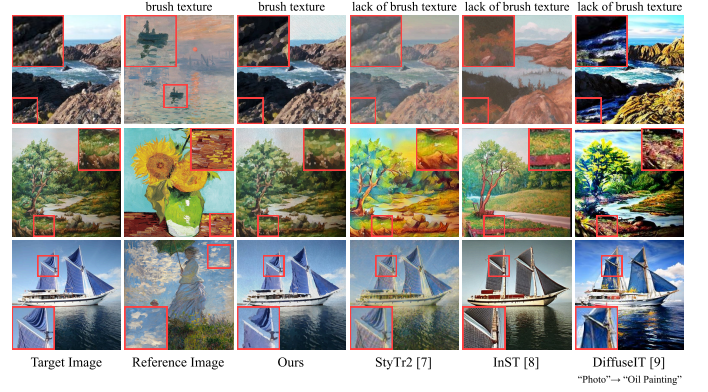 brush texture brush texture lack of brush texture lack of brush texture lack of brush texture
Target Image Reference Image Ours StyTr2 [7] InST [8] DiffuseIT [9]
“Photo”→ “Oil Painting”